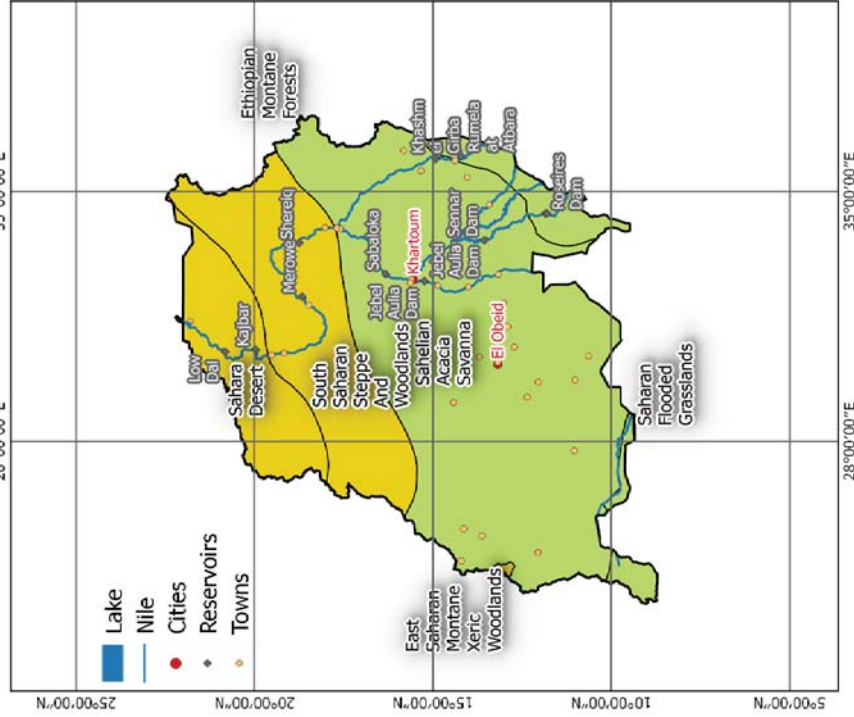 Lake
Nile
Cities
Reservoirs
Towns
Ethiopian
Montane
Forests
Low
Dal
Kajbar
Sahara
Desert
Merowe
Shereiq
South
Saharan
Steppe
And
Woodlands
Sabaloka
Khartoum
Jebel
Aulia
Dam
Jebel
Aulia
Dam
Sennar
Dam
Khashm
el
Girba
Rumela
at
Atbara
Roseires
Dam
Sahelian
Acacia
Savanna
El Obeid
East
Saharan
Montane
Xeric
Woodlands
Saharan
Flooded
Grasslands
28°00'00"E
35°00'00"E
25°00'00"N
20°00'00"N
15°00'00"N
10°00'00"N
5°00'00"N